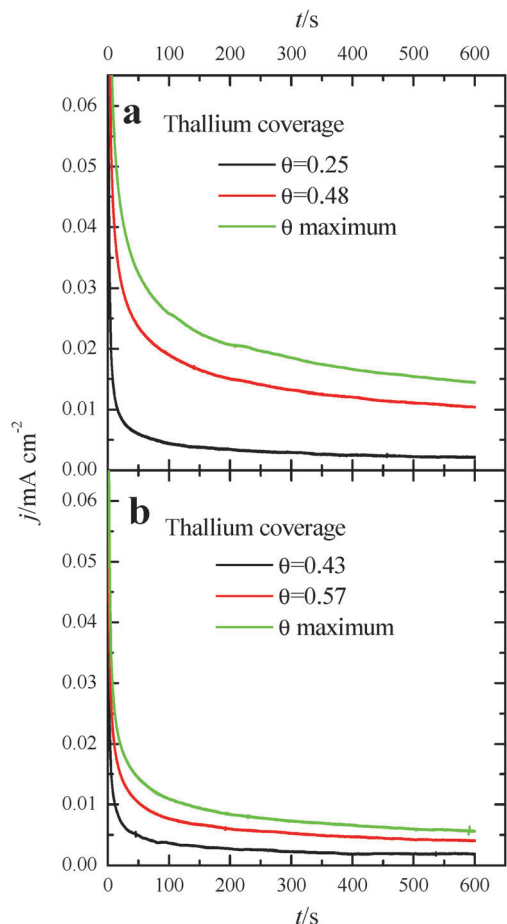 t/s
0 100 200 300 400 500 600
0.06
0.05
0.04
0.03
0.02
0.01
0.00
a
Thallium coverage
θ=0.25
θ=0.48
θ maximum
j/mA cm⁻²
0.06
0.05
0.04
0.03
0.02
0.01
0.00
b
Thallium coverage
θ=0.43
θ=0.57
θ maximum
0 100 200 300 400 500 600
t/s